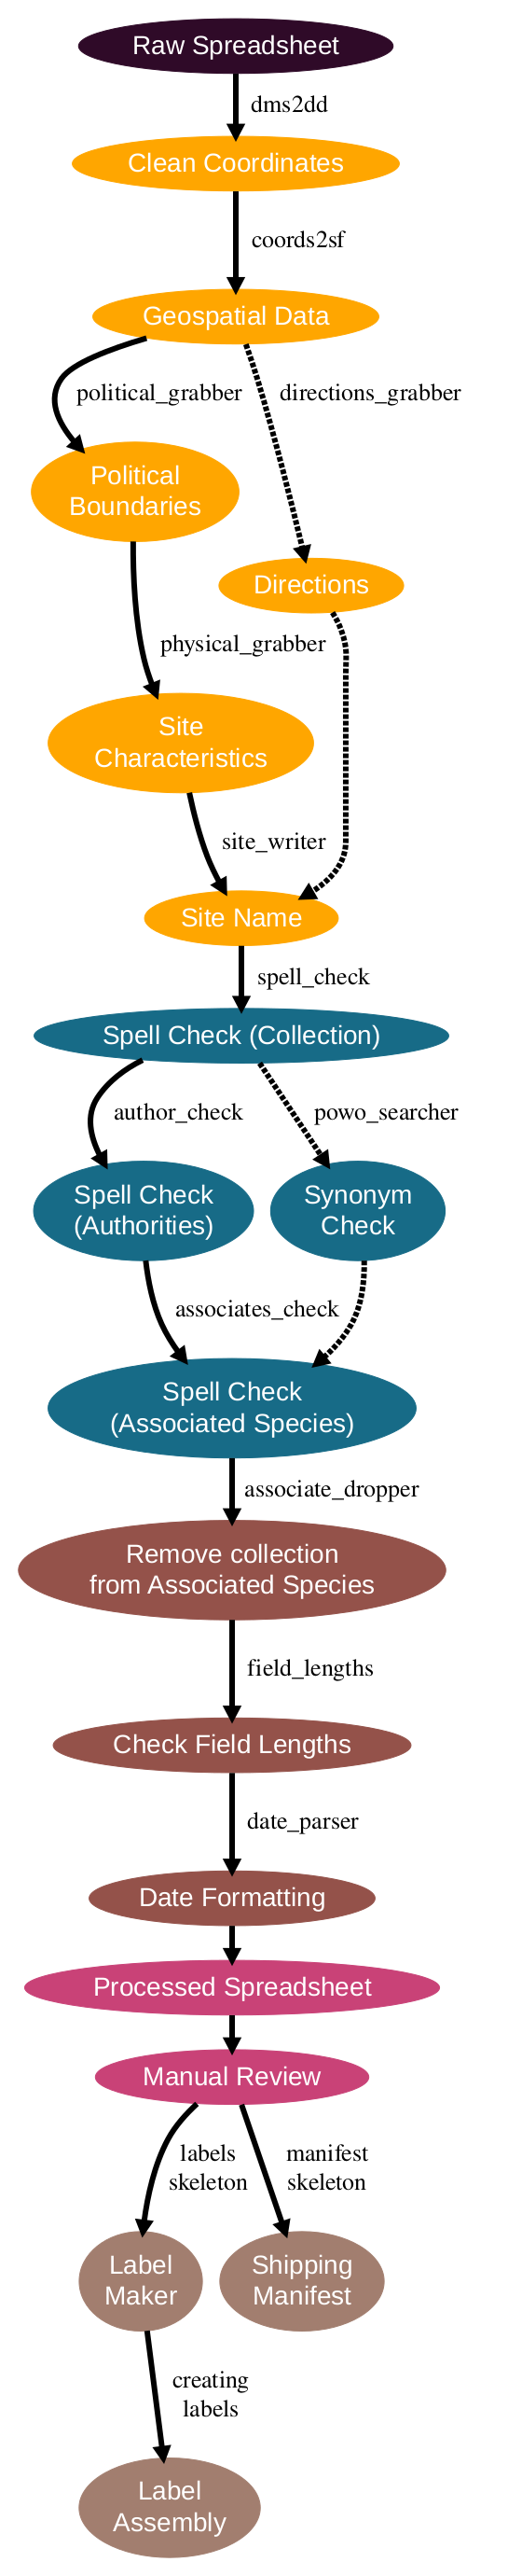 Raw Spreadsheet
dms2dd
Clean Coordinates
coords2sf
Geospatial Data
political_grabber
directions_grabber
Political
Boundaries
Directions
physical_grabber
Site
Characteristics
site_writer
Site Name
spell_check
Spell Check (Collection)
author_check
powo_searcher
Spell Check
(Authorities)
Synonym
Check
associates_check
Spell Check
(Associated Species)
associate_dropper
Remove collection
from Associated Species
field_lengths
Check Field Lengths
date_parser
Date Formatting
Processed Spreadsheet
Manual Review
labels
skeleton
manifest
skeleton
Label
Maker
Shipping
Manifest
creating
labels
Label
Assembly